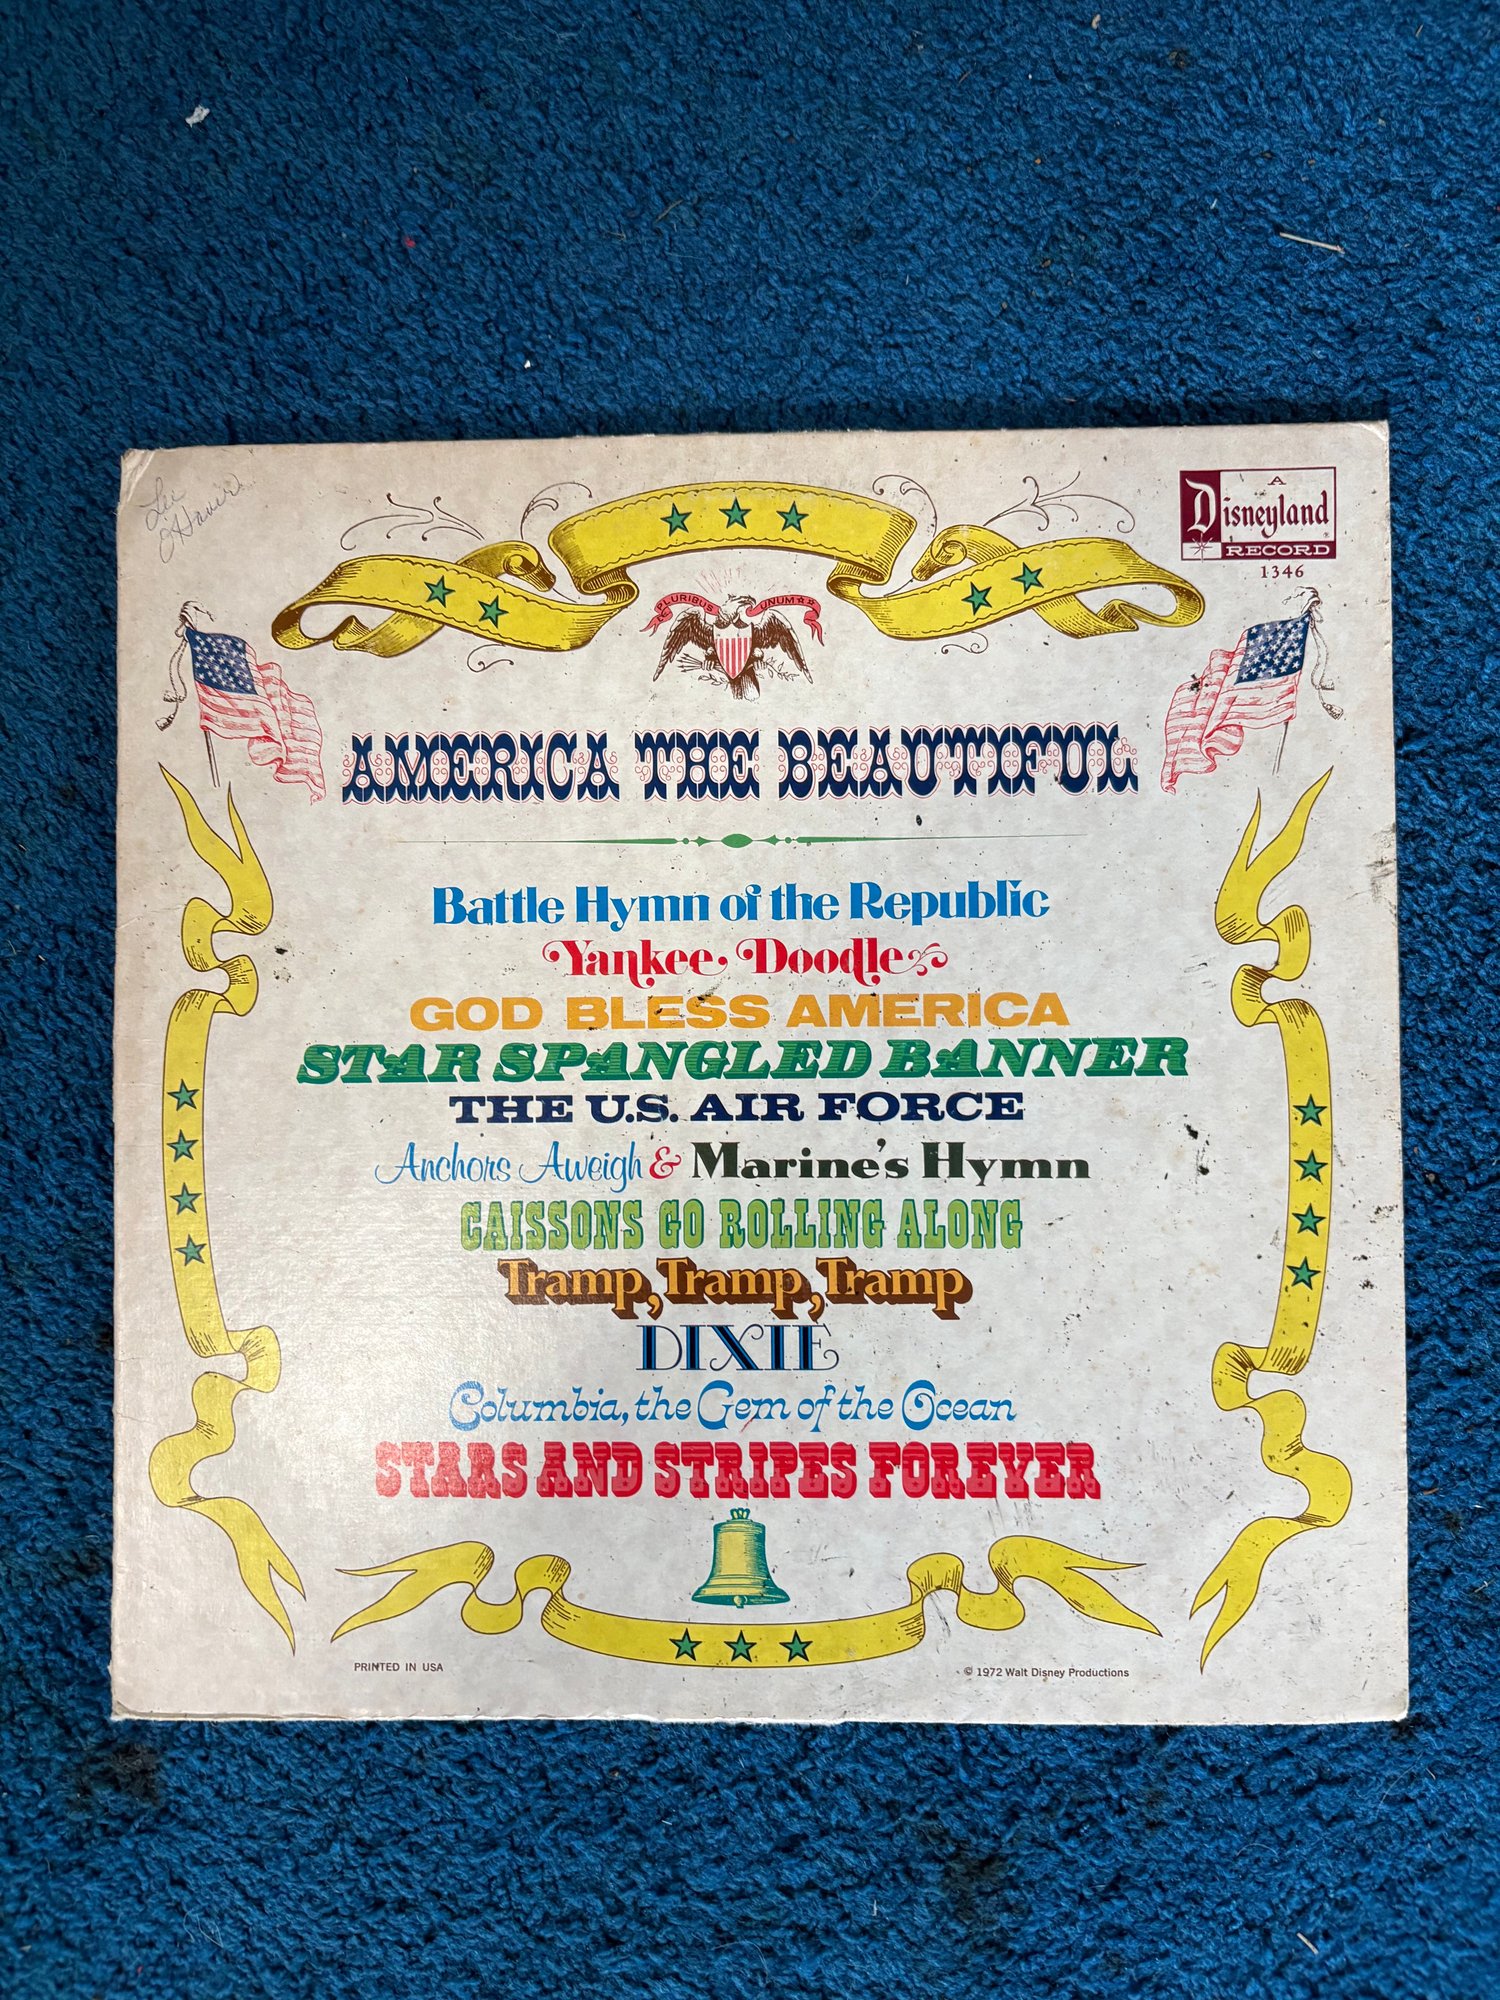 Lee
A
Disneyland
RECORD
1346
E PLURIBUS UNUM
AMERICA THE BEAUTIFUL
Battle Hymn of the Republic
Yankee Doodle
GOD BLESS AMERICA
STAR SPANGLED BANNER
THE U.S. AIR FORCE
Anchors Aweigh & Marine's Hymn
CAISSONS GO ROLLING ALONG
Tramp, Tramp, Tramp
DIXIE
Columbia, the Gem of the Ocean
STARS AND STRIPES FOREVER
PRINTED IN USA
© 1972 Walt Disney Productions